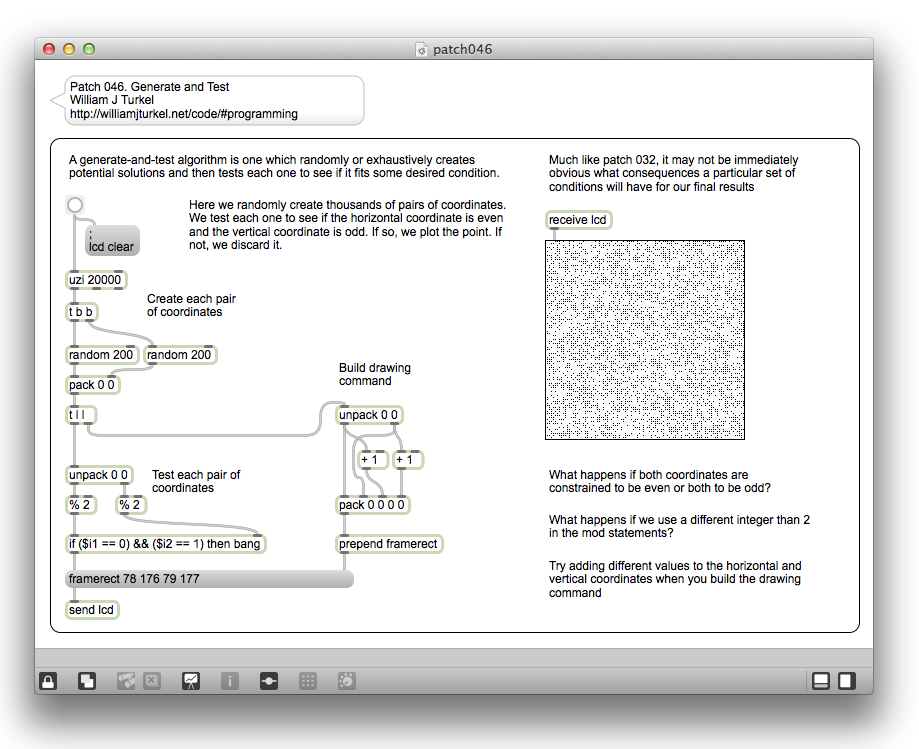 patch046
Patch 046. Generate and Test
William J Turkel
http://williamjturkel.net/code/#programming
A generate-and-test algorithm is one which randomly or exhaustively creates
potential solutions and then tests each one to see if it fits some desired condition.
Here we randomly create thousands of pairs of coordinates.
We test each one to see if the horizontal coordinate is even
and the vertical coordinate is odd. If so, we plot the point. If
not, we discard it.
;
lcd clear
uzi 20000
t b b
Create each pair
of coordinates
random 200
random 200
pack 0 0
t l l
Build drawing
command
unpack 0 0
+ 1
+ 1
unpack 0 0
Test each pair of
coordinates
% 2
% 2
pack 0 0 0 0
if ($i1 == 0) && ($i2 == 1) then bang
prepend framerect
framerect 78 176 79 177
send lcd
Much like patch 032, it may not be immediately
obvious what consequences a particular set of
conditions will have for our final results
receive lcd
What happens if both coordinates are
constrained to be even or both to be odd?
What happens if we use a different integer than 2
in the mod statements?
Try adding different values to the horizontal and
vertical coordinates when you build the drawing
command